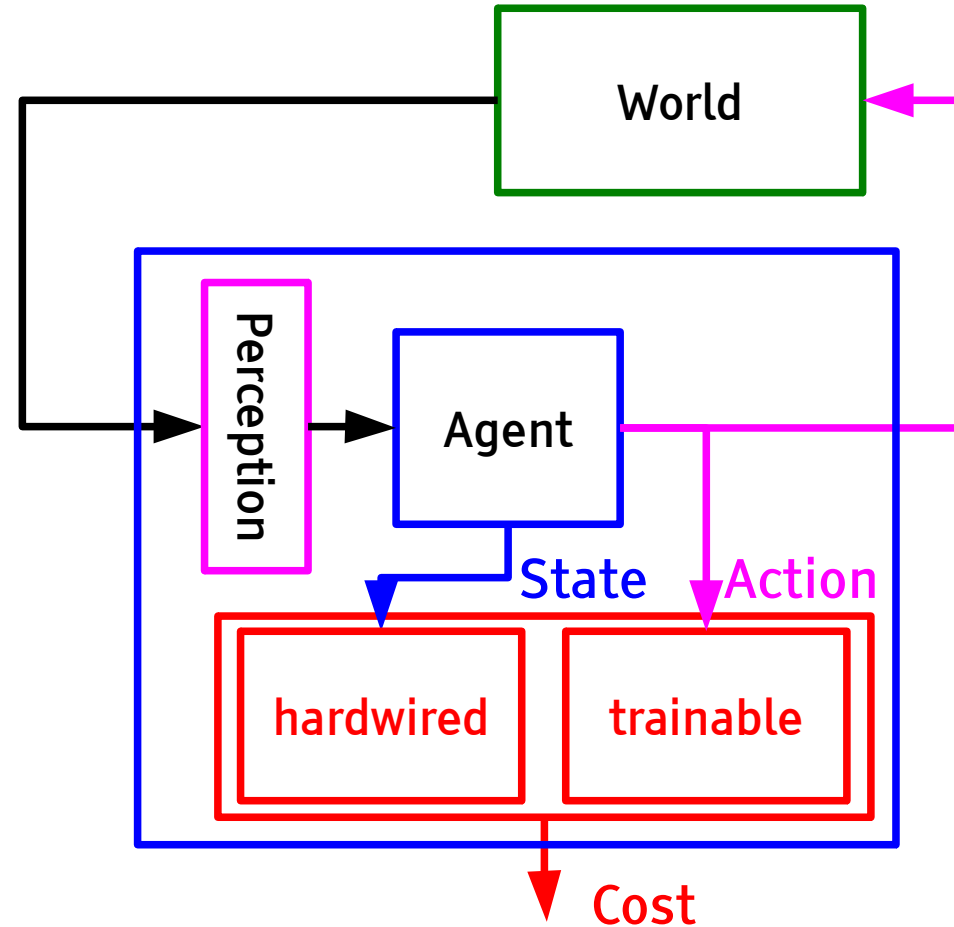 World
Perception
Agent
State
Action
hardwired
trainable
Cost